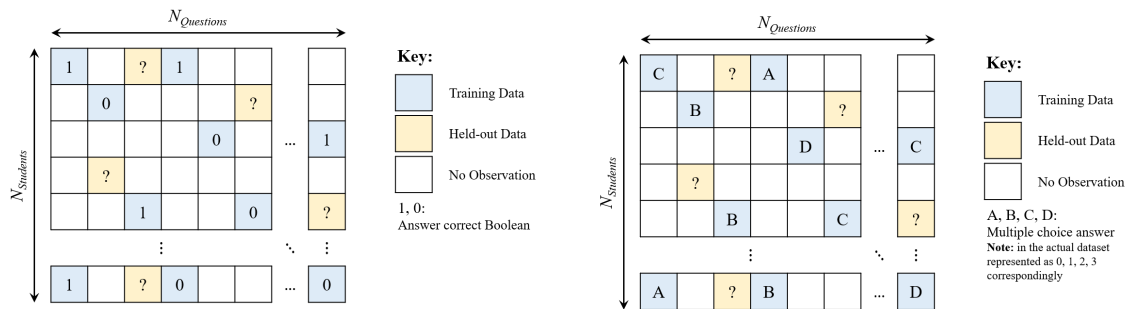 N_Questions
N_Students
1 ? 1
0 ?
0 ... 1
?
1 0 ?
⋮ ⋱ ⋮
1 ? 0 ... 0
Key:
Training Data
Held-out Data
No Observation
1, 0:
Answer correct Boolean
N_Questions
N_Students
C ? A
B ?
D ... C
?
B C ?
⋮ ⋱ ⋮
A ? B ... D
Key:
Training Data
Held-out Data
No Observation
A, B, C, D:
Multiple choice answer
Note: in the actual dataset
represented as 0, 1, 2, 3
correspondingly